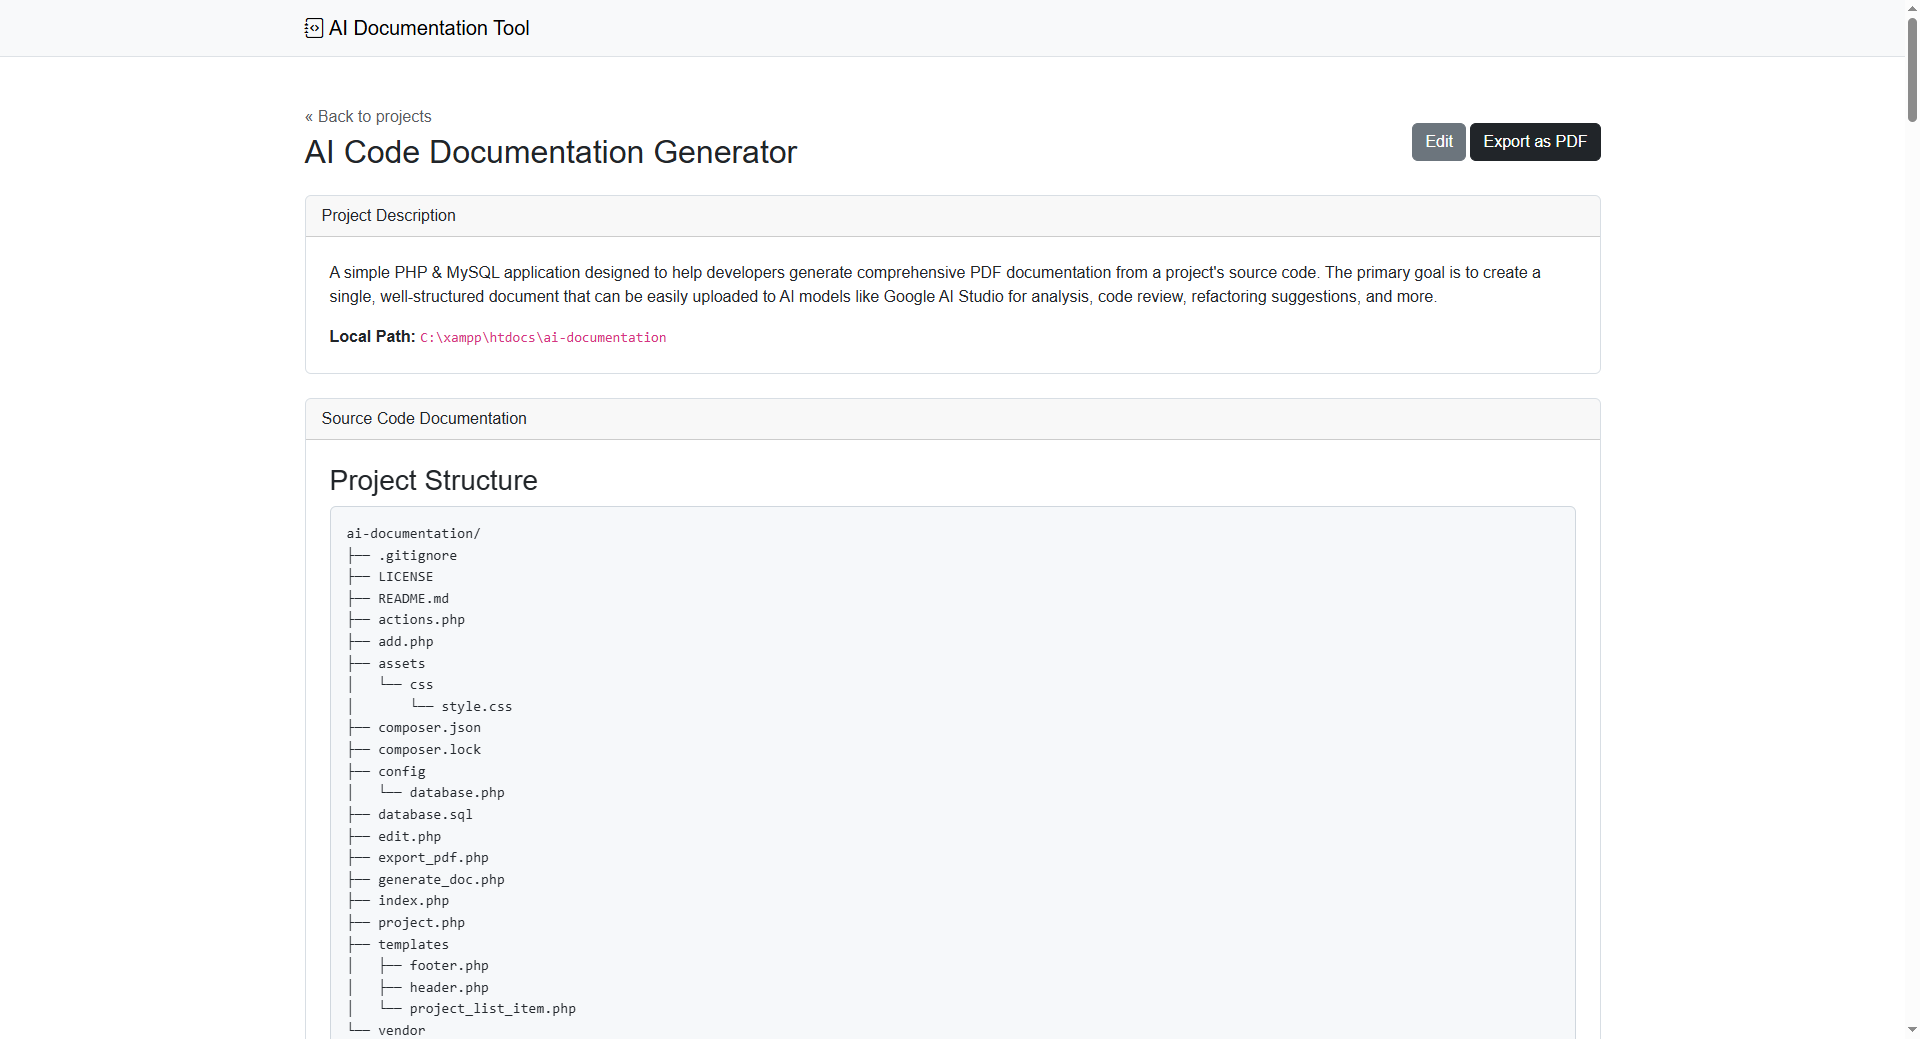 AI Documentation Tool
« Back to projects
AI Code Documentation Generator
Edit
Export as PDF
Project Description
A simple PHP & MySQL application designed to help developers generate comprehensive PDF documentation from a project's source code. The primary goal is to create a
single, well-structured document that can be easily uploaded to AI models like Google AI Studio for analysis, code review, refactoring suggestions, and more.
Local Path: C:\xampp\htdocs\ai-documentation
Source Code Documentation
Project Structure
ai-documentation/
├── .gitignore
├── LICENSE
├── README.md
├── actions.php
├── add.php
├── assets
│   └── css
│       └── style.css
├── composer.json
├── composer.lock
├── config
│   └── database.php
├── database.sql
├── edit.php
├── export_pdf.php
├── generate_doc.php
├── index.php
├── project.php
├── templates
│   ├── footer.php
│   ├── header.php
│   └── project_list_item.php
└── vendor